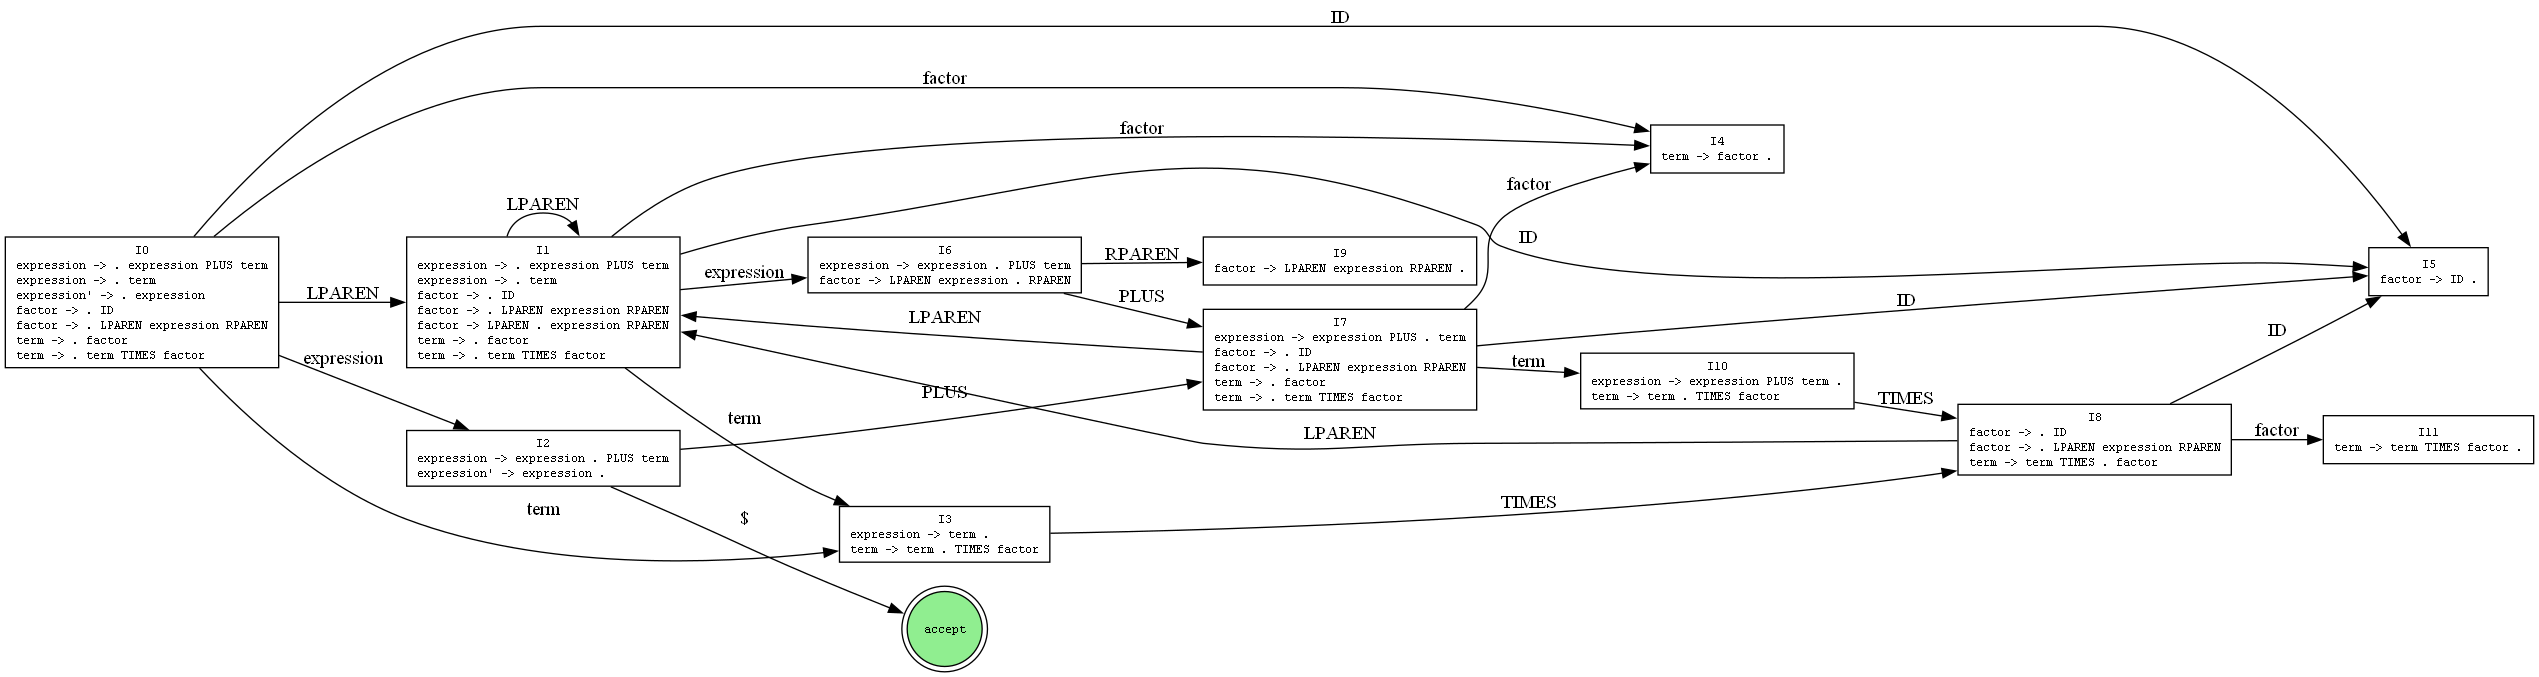 ID
factor
factor
I4
term -> factor .
factor
LPAREN
ID
I0
expression -> . expression PLUS term
expression -> . term
expression' -> . expression
factor -> . ID
factor -> . LPAREN expression RPAREN
term -> . factor
term -> . term TIMES factor
LPAREN
I1
expression -> . expression PLUS term
expression -> . term
factor -> . ID
factor -> . LPAREN expression RPAREN
factor -> LPAREN . expression RPAREN
term -> . factor
term -> . term TIMES factor
expression
I6
expression -> expression . PLUS term
factor -> LPAREN expression . RPAREN
RPAREN
I9
factor -> LPAREN expression RPAREN .
I5
factor -> ID .
PLUS
LPAREN
I7
expression -> expression PLUS . term
factor -> . ID
factor -> . LPAREN expression RPAREN
term -> . factor
term -> . term TIMES factor
ID
ID
expression
term
I10
expression -> expression PLUS term .
term -> term . TIMES factor
PLUS
TIMES
term
LPAREN
I8
factor -> . ID
factor -> . LPAREN expression RPAREN
term -> term TIMES . factor
factor
I11
term -> term TIMES factor .
I2
expression -> expression . PLUS term
expression' -> expression .
term
$
TIMES
I3
expression -> term .
term -> term . TIMES factor
accept